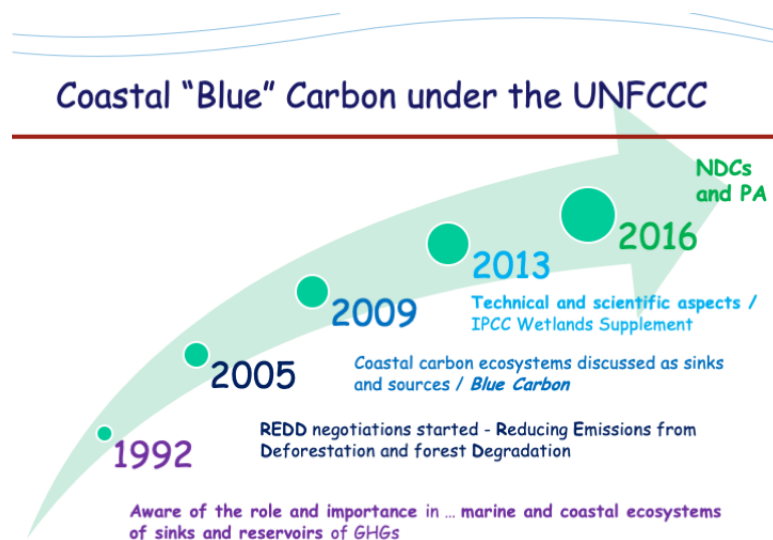 Coastal “Blue” Carbon under the UNFCCC
NDCs
and PA
2016
2013
Technical and scientific aspects /
IPCC Wetlands Supplement
2009
Coastal carbon ecosystems discussed as sinks
and sources / Blue Carbon
2005
REDD negotiations started - Reducing Emissions from
Deforestation and forest Degradation
1992
Aware of the role and importance in … marine and coastal ecosystems
of sinks and reservoirs of GHGs